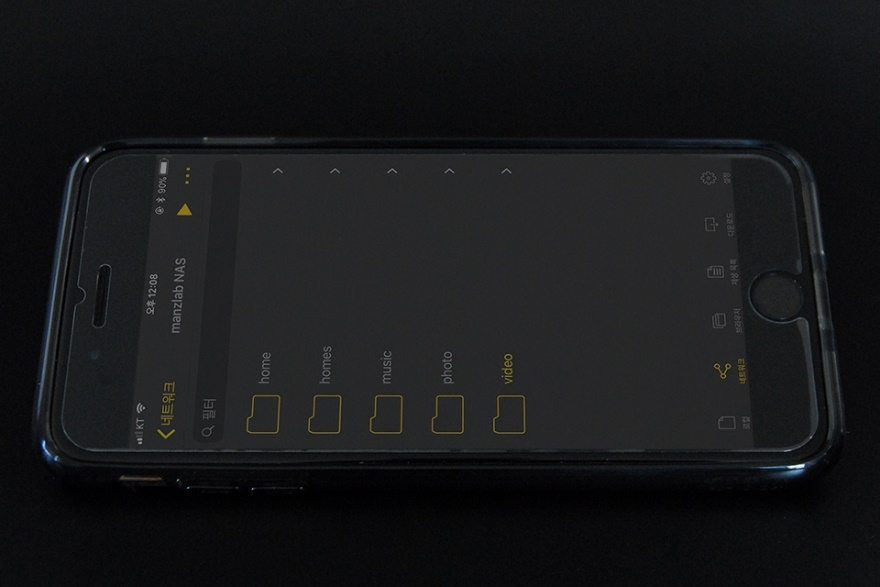 KT 오후 12:08 90%
네트워크 manzlab NAS
필터
home
homes
music
photo
video
로컬 네트워크 브라우저 재생 목록 다운로드 설정